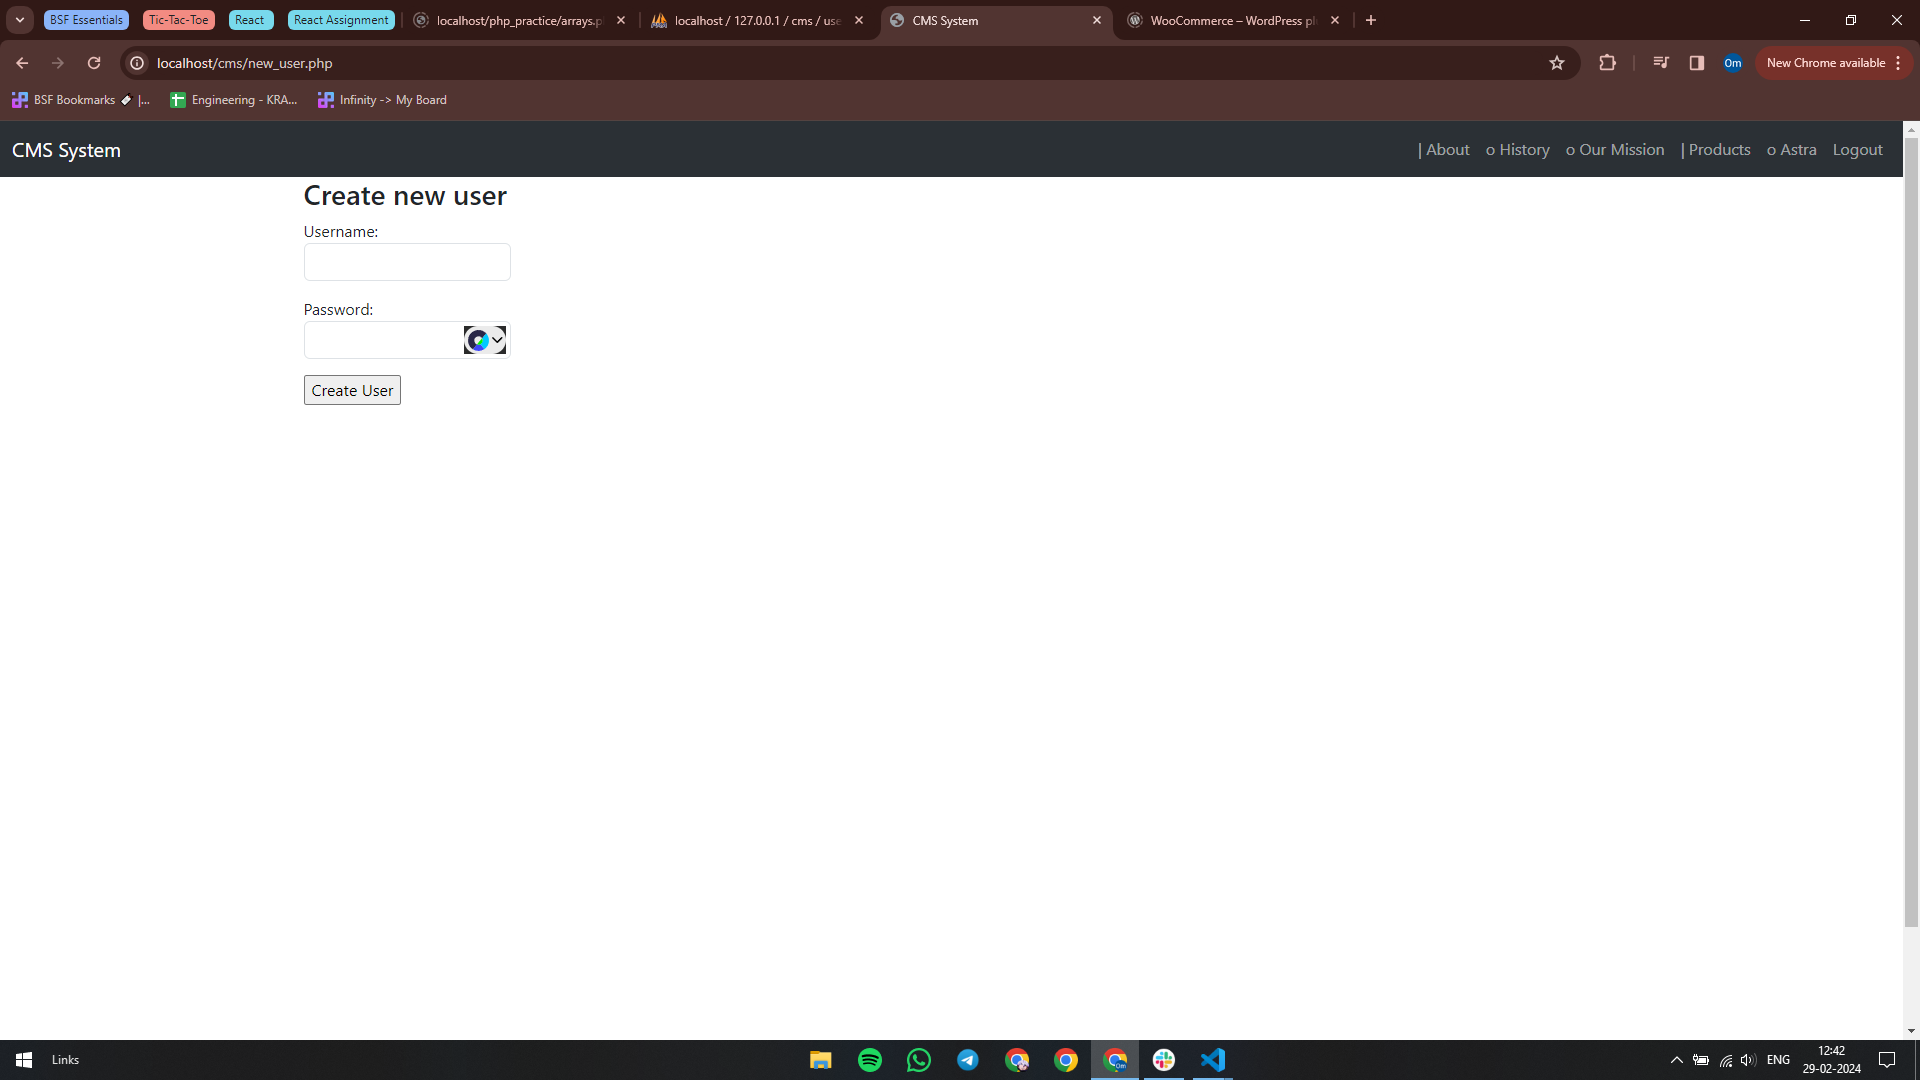 BSF Essentials
Tic-Tac-Toe
React
React Assignment
localhost/php_practice/arrays.p
localhost / 127.0.0.1 / cms / use
CMS System
WooCommerce – WordPress pl
localhost/cms/new_user.php
Om
New Chrome available
BSF Bookmarks |...
Engineering - KRA...
Infinity -> My Board
CMS System
| About o History o Our Mission | Products o Astra Logout
Create new user
Username:
Password:
Create User
Links
ENG
12:42
29-02-2024